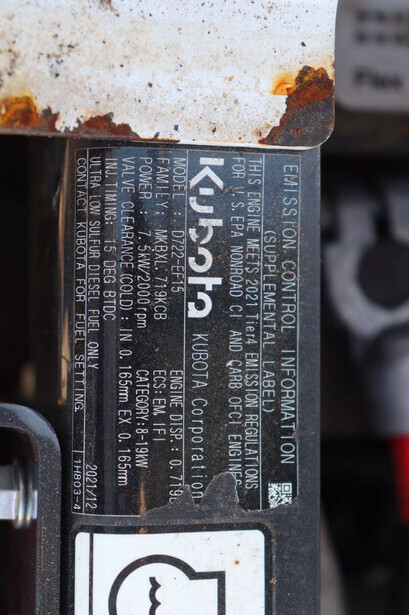 EMISSION CONTROL INFORMATION
(SUPPLEMENTAL LABEL)
THIS ENGINE MEETS 2021 Tier4 EMISSION REGULATIONS
FOR U.S. EPA NONROAD CI AND CARB OFCI ENGINE
Kubota KUBOTA Corporation
MODEL: D722-EF15 ENGINE DISP.: 0.719L
FAMILY: MKBXL.719KCB ECS: EM IFI
POWER: 7.5kW/2000rpm CATEGORY: 8-19kW
VALVE CLEARANCE(COLD): IN 0.165mm EX 0.165mm
INJ. TIMING: 15 DEG BTDC
ULTRA LOW SULFUR DIESEL FUEL ONLY 2021/12
CONTACT KUBOTA FOR FUEL SETTING. 1H803-4
Flex